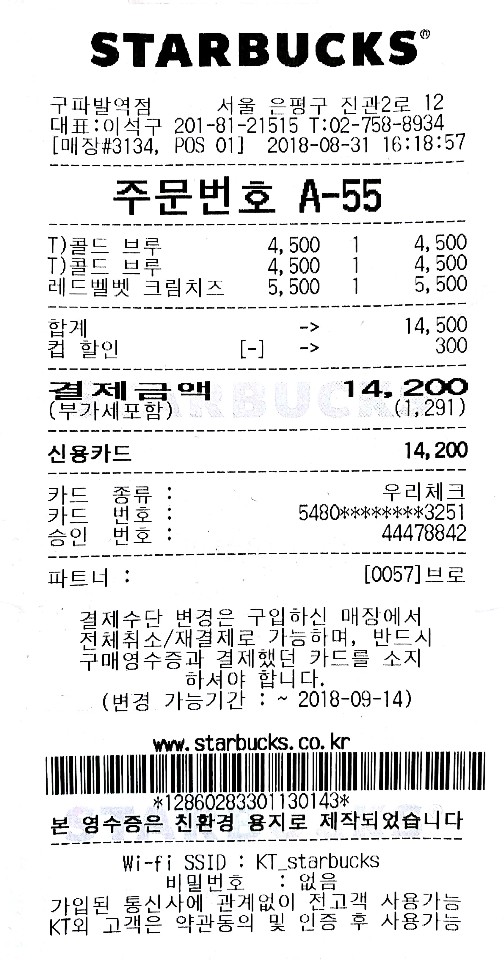 STARBUCKS®
구파발역점 서울 은평구 진관2로 12
대표:이석구 201-81-21515 T:02-758-8934
[매장#3134, POS 01] 2018-08-31 16:18:57
주문번호 A-55
T)콜드 브루 4,500 1 4,500
T)콜드 브루 4,500 1 4,500
레드벨벳 크림치즈 5,500 1 5,500
합계 -> 14,500
컵 할인 [-] -> 300
결제금액 14,200
(부가세포함) (1,291)
신용카드 14,200
카드 종류 : 우리체크
카드 번호 : 5480********3251
승인 번호 : 44478842
파트너 : [0057]브로
결제수단 변경은 구입하신 매장에서
전체취소/재결제로 가능하며, 반드시
구매영수증과 결제했던 카드를 소지
하셔야 합니다.
(변경 가능기간 : ~ 2018-09-14)
www.starbucks.co.kr
*12860283301130143*
본 영수증은 친환경 용지로 제작되었습니다
Wi-fi SSID : KT_starbucks
비밀번호 : 없음
가입된 통신사에 관계없이 전고객 사용가능
KT외 고객은 약관동의 및 인증 후 사용가능